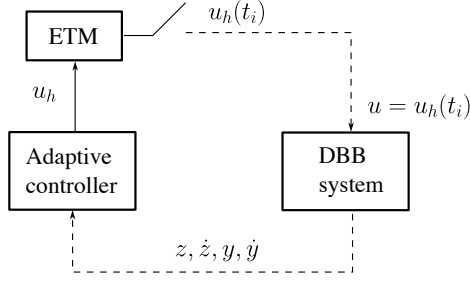 ETM
u_h(t_i)
u_h
u = u_h(t_i)
Adaptive
controller
DBB
system
z, ż, y, ẏ